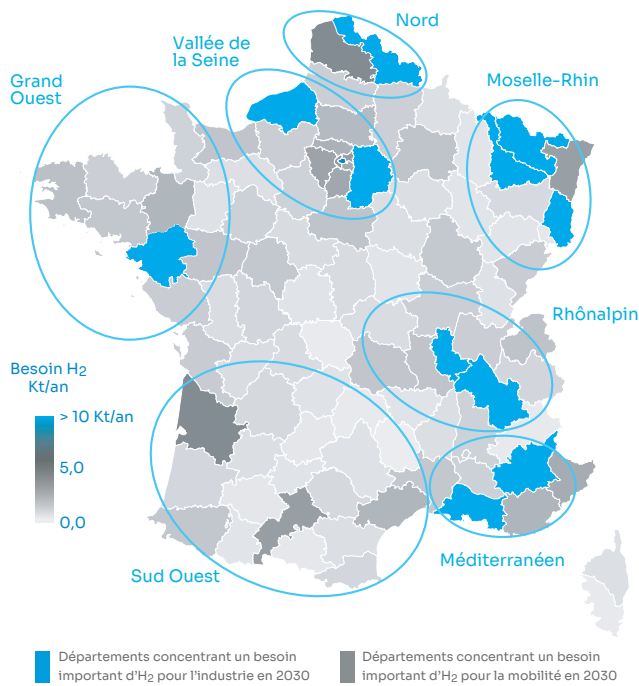 Nord
Vallée de
la Seine
Grand
Ouest
Moselle-Rhin
Rhônalpin
Besoin H₂
Kt/an
> 10 Kt/an
5,0
0,0
Méditerranéen
Sud Ouest
Départements concentrant un besoin
important d'H₂ pour l'industrie en 2030
Départements concentrant un besoin
important d'H₂ pour la mobilité en 2030